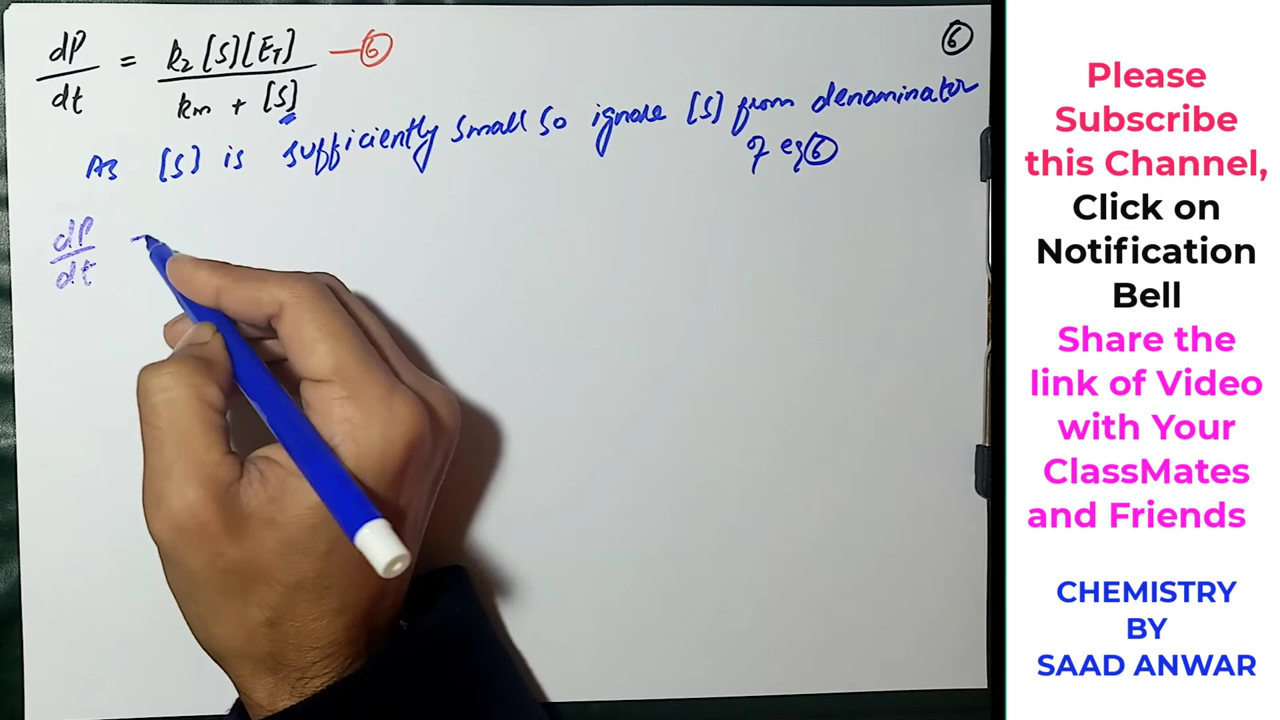 dP/dt = k₂[S][E_T]/(km + [S]) —⑥
⑥
As [S] is sufficiently small so ignore [S] from denominator
of eq⑥
dP/dt =
Please
Subscribe
this Channel,
Click on
Notification
Bell
Share the
link of Video
with Your
ClassMates
and Friends
CHEMISTRY
BY
SAAD ANWAR